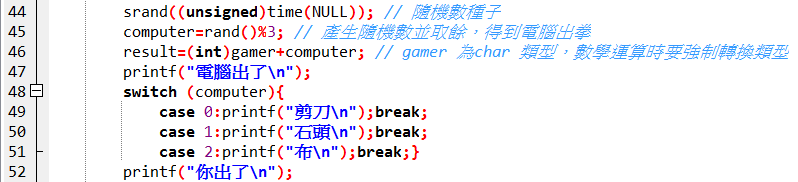 44 srand((unsigned)time(NULL)); // 隨機數種子
45 computer=rand()%3; // 產生隨機數並取餘，得到電腦出拳
46 result=(int)gamer+computer; // gamer 為char 類型，數學運算時要強制轉換類型
47 printf("電腦出了\n");
48 switch (computer){
49 case 0:printf("剪刀\n");break;
50 case 1:printf("石頭\n");break;
51 case 2:printf("布\n");break;}
52 printf("你出了\n");